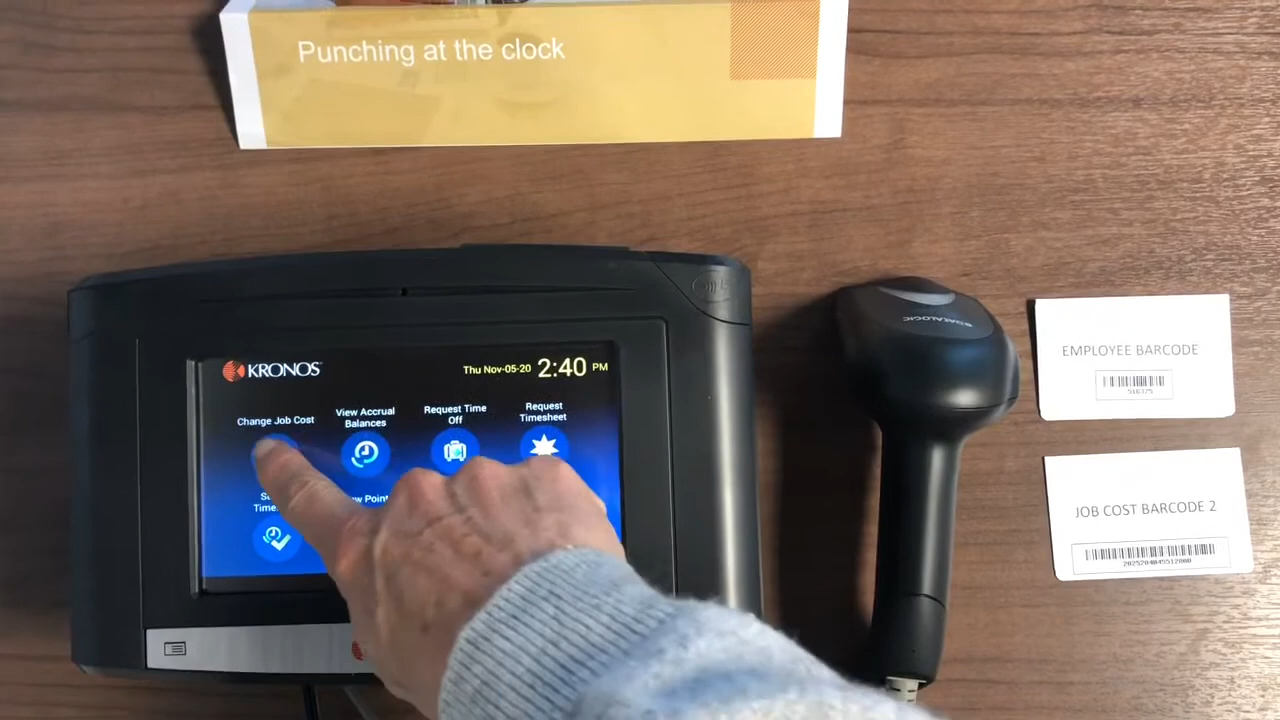 Punching at the clock
KRONOS
Thu Nov-05-20 2:40 PM
Change Job Cost
View Accrual
Balances
Request Time
Off
Request
Timesheet
DATALOGIC
EMPLOYEE BARCODE
JOB COST BARCODE 2